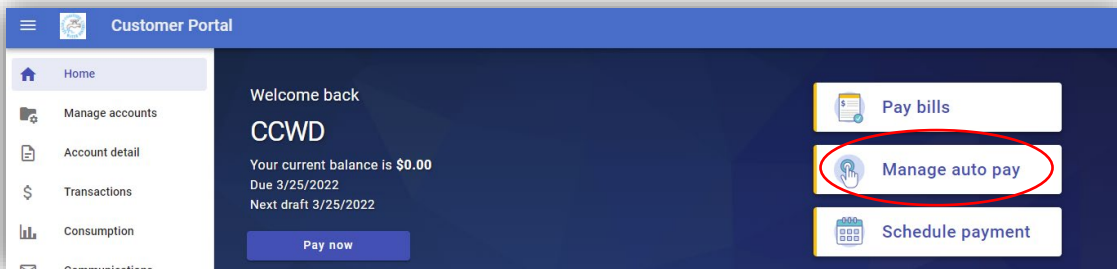 Customer Portal
Home
Manage accounts
Account detail
Transactions
Consumption
Communications
Welcome back
CCWD
Your current balance is $0.00
Due 3/25/2022
Next draft 3/25/2022
Pay now
Pay bills
Manage auto pay
Schedule payment